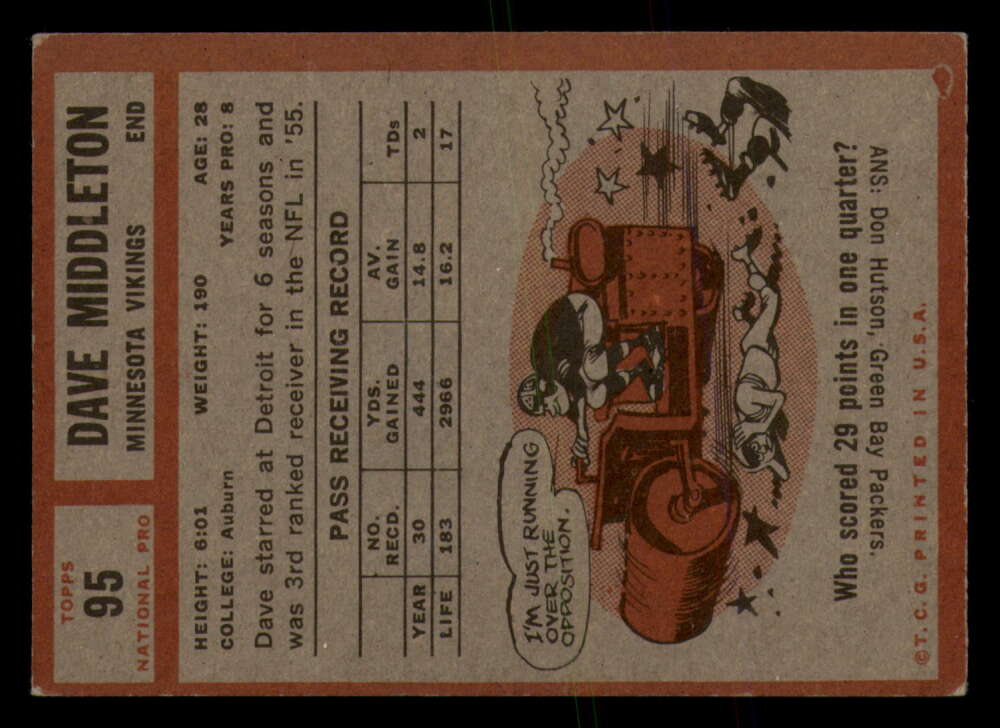 TOPPS
95
NATIONAL PRO
DAVE MIDDLETON
MINNESOTA VIKINGS END
HEIGHT: 6:01 WEIGHT: 190 AGE: 28
COLLEGE: Auburn YEARS PRO: 8
Dave starred at Detroit for 6 seasons and
was 3rd ranked receiver in the NFL in '55.
PASS RECEIVING RECORD
NO. YDS. AV.
RECD. GAINED GAIN TDs
YEAR 30 444 14.8 2
LIFE 183 2966 16.2 17
I'M JUST RUNNING
OVER THE
OPPOSITION.
Who scored 29 points in one quarter?
ANS: Don Hutson, Green Bay Packers.
©T. C. G. PRINTED IN U.S.A.